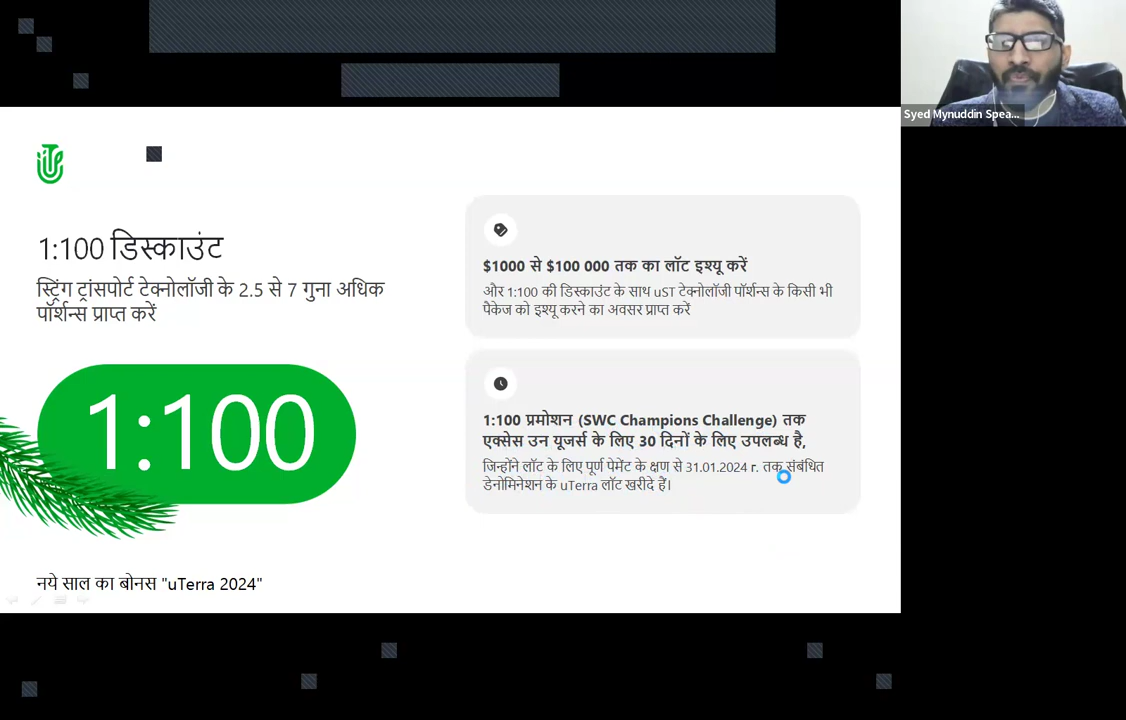 Syed Mynuddin Spea...
1:100 डिस्काउंट
स्ट्रिंग ट्रांसपोर्ट टेक्नोलॉजी के 2.5 से 7 गुना अधिक
पॉर्शन्स प्राप्त करें
1:100
नये साल का बोनस "uTerra 2024"
$1000 से $100 000 तक का लॉट इश्यू करें
और 1:100 की डिस्काउंट के साथ uST टेक्नोलॉजी पॉर्शन्स के किसी भी
पैकेज को इश्यू करने का अवसर प्राप्त करें
1:100 प्रमोशन (SWC Champions Challenge) तक
एक्सेस उन यूजर्स के लिए 30 दिनों के लिए उपलब्ध है,
जिन्होंने लॉट के लिए पूर्ण पेमेंट के क्षण से 31.01.2024 г. तक संबंधित
डेनोमिनेशन के uTerra लॉट खरीदे हैं।